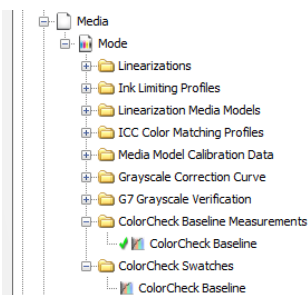 Media
Mode
Linearizations
Ink Limiting Profiles
Linearization Media Models
ICC Color Matching Profiles
Media Model Calibration Data
Grayscale Correction Curve
G7 Grayscale Verification
ColorCheck Baseline Measurements
ColorCheck Baseline
ColorCheck Swatches
ColorCheck Baseline